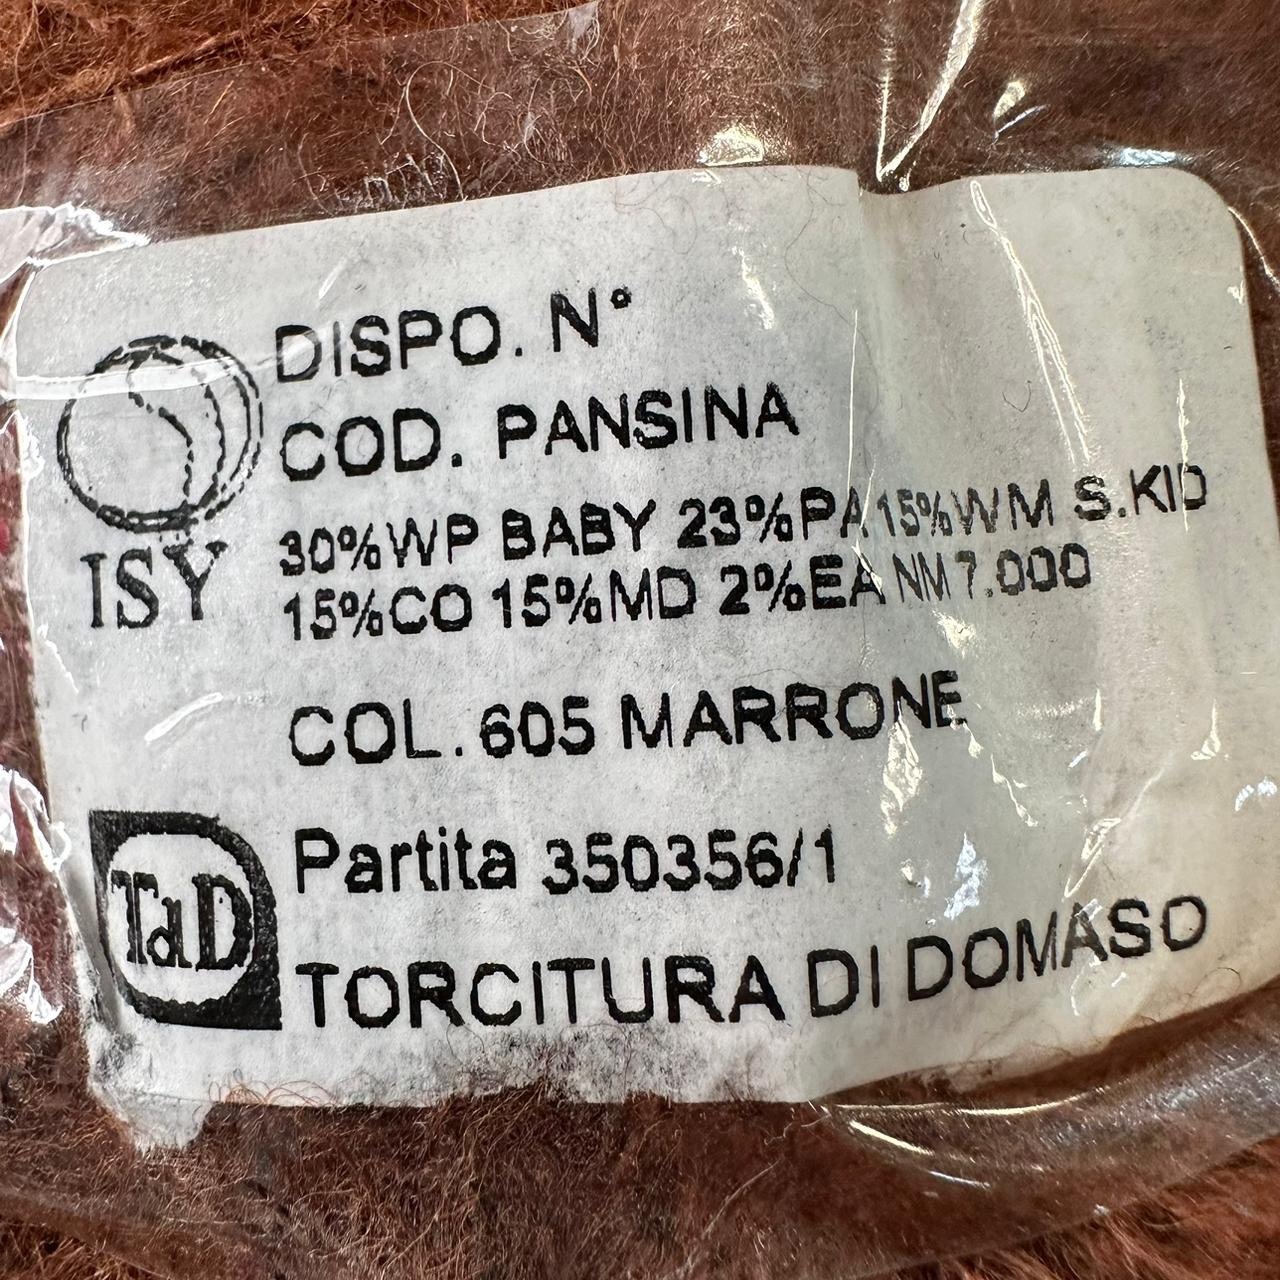 DISPO. N°
COD. PANSINA
30%WP BABY 23%PA 15%WM S.KID
15%CO 15%MD 2%EA NM 7.000
ISY
COL. 605 MARRONE
Partita 350356/1
TdD
TORCITURA DI DOMASO